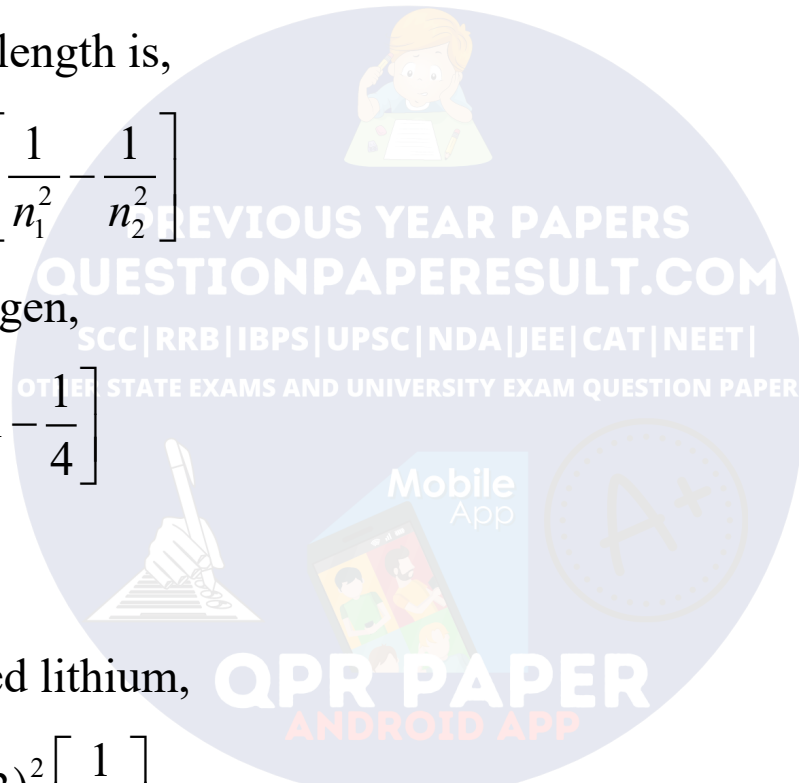 length is,
[1/n₁² − 1/n₂²]
PREVIOUS YEAR PAPERS
QUESTIONPAPERESULT.COM
gen,
SCC|RRB|IBPS|UPSC|NDA|JEE|CAT|NEET|
OTHER STATE EXAMS AND UNIVERSITY EXAM QUESTION PAPER
− 1/4]
Mobile
App
A+
ed lithium,
QPR PAPER
ANDROID APP
)²[1